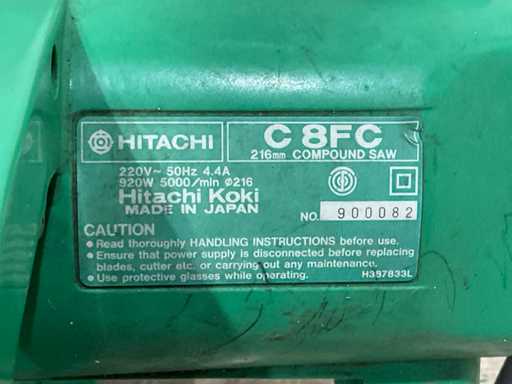 HITACHI
C 8FC
216mm COMPOUND SAW
220V~ 50Hz 4.4A
920W 5000/min Ø216
Hitachi Koki
MADE IN JAPAN
NO. 900082
CAUTION
● Read thoroughly HANDLING INSTRUCTIONS before use.
● Ensure that power supply is disconnected before replacing
blades, cutter etc. or carrying out any maintenance.
● Use protective glasses while operating.
H387833L